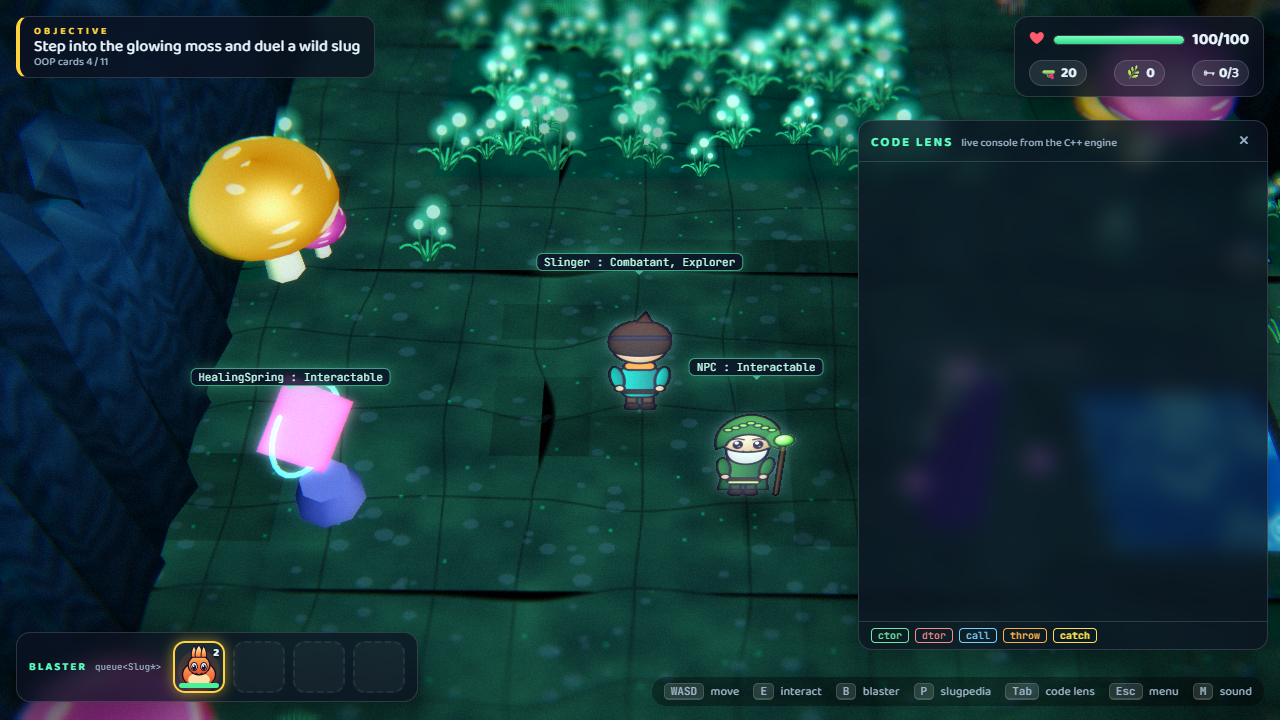 OBJECTIVE
Step into the glowing moss and duel a wild slug
OOP cards 4 / 11
100/100
20
0
0/3
CODE LENS live console from the C++ engine ×
Slinger : Combatant, Explorer
NPC : Interactable
HealingSpring : Interactable
ctor dtor call throw catch
BLASTER queue<Slug*>
2
WASD move E interact B blaster P slugpedia Tab code lens Esc menu M sound